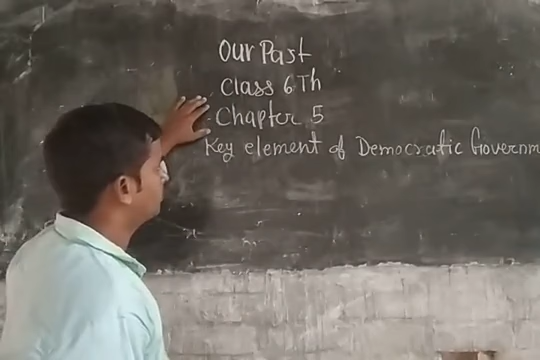 Our Past
Class 6Th
Chapter 5
Key element of Democratic Governm